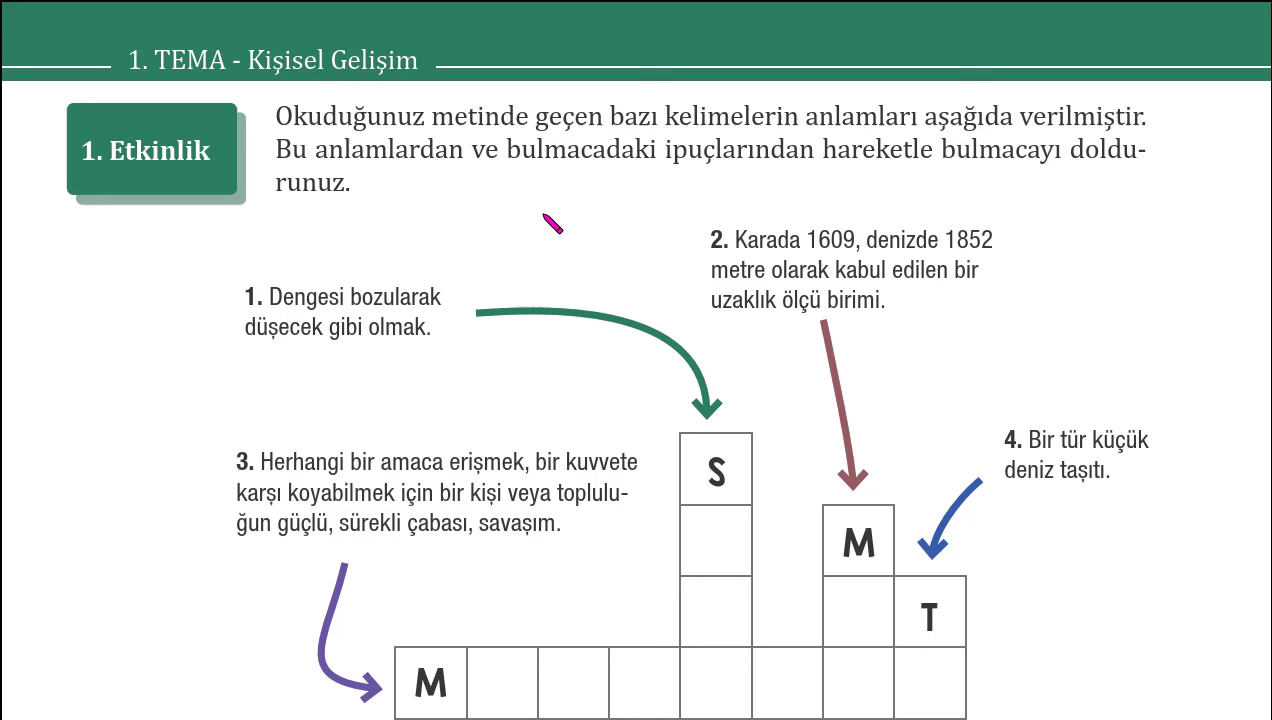 1. TEMA - Kişisel Gelişim
1. Etkinlik
Okuduğunuz metinde geçen bazı kelimelerin anlamları aşağıda verilmiştir.
Bu anlamlardan ve bulmacadaki ipuçlarından hareketle bulmacayı doldu-
runuz.
2. Karada 1609, denizde 1852
metre olarak kabul edilen bir
uzaklık ölçü birimi.
1. Dengesi bozularak
düşecek gibi olmak.
4. Bir tür küçük
deniz taşıtı.
3. Herhangi bir amaca erişmek, bir kuvvete
karşı koyabilmek için bir kişi veya toplulu-
ğun güçlü, sürekli çabası, savaşım.
S
M
T
M